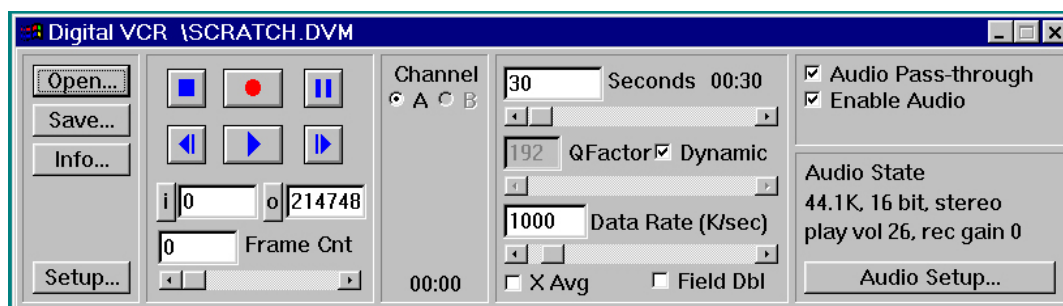 Digital VCR \SCRATCH.DVM
Open...
Save...
Info...
Setup...
i 0 o 214748
0 Frame Cnt
Channel
A B
00:00
30 Seconds 00:30
192 QFactor Dynamic
1000 Data Rate (K/sec)
X Avg Field Dbl
Audio Pass-through
Enable Audio
Audio State
44.1K, 16 bit, stereo
play vol 26, rec gain 0
Audio Setup...